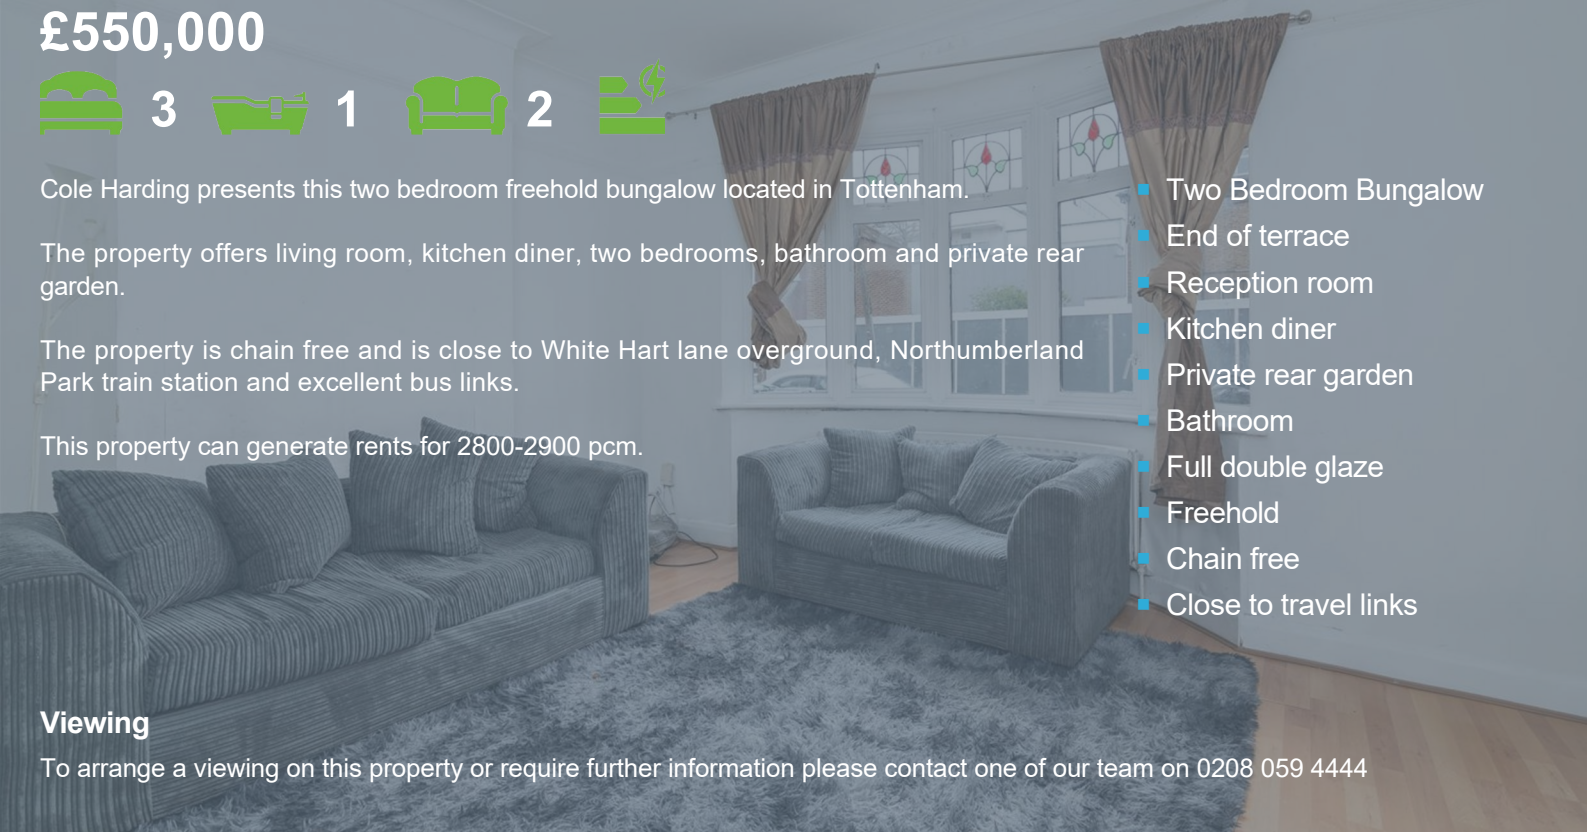 £550,000
3 1 2
Cole Harding presents this two bedroom freehold bungalow located in Tottenham.
The property offers living room, kitchen diner, two bedrooms, bathroom and private rear
garden.
The property is chain free and is close to White Hart lane overground, Northumberland
Park train station and excellent bus links.
This property can generate rents for 2800-2900 pcm.
Two Bedroom Bungalow
End of terrace
Reception room
Kitchen diner
Private rear garden
Bathroom
Full double glaze
Freehold
Chain free
Close to travel links
Viewing
To arrange a viewing on this property or require further information please contact one of our team on 0208 059 4444